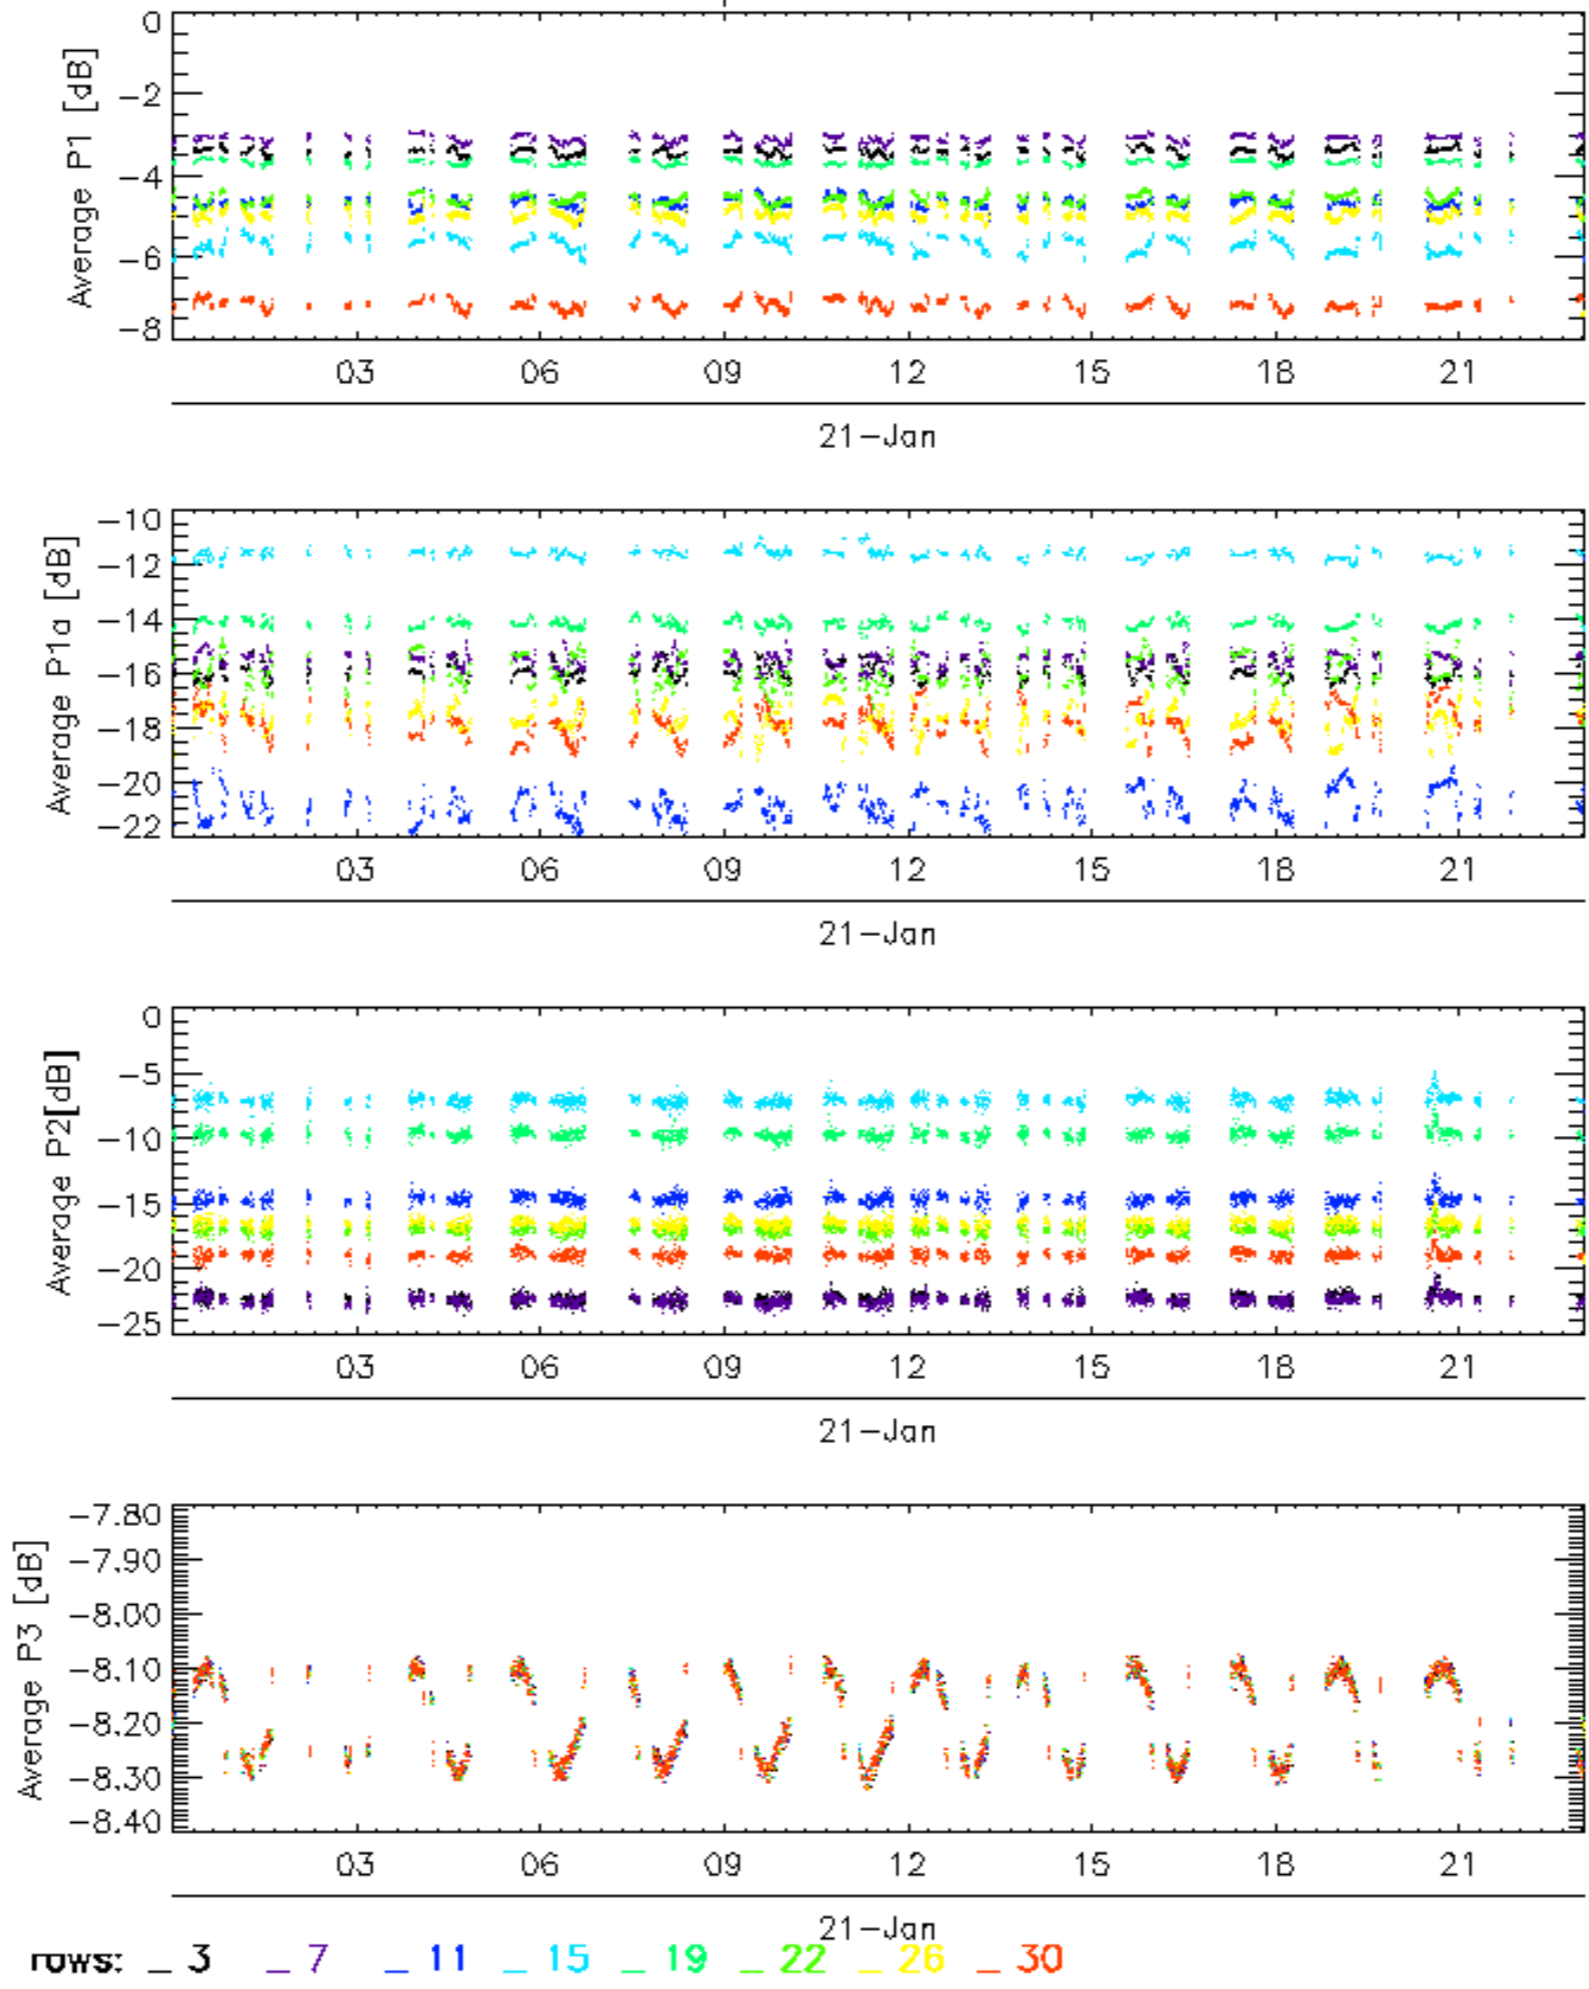 Average P1 [dB]
0
−2
−4
−6
−8
03 06 09 12 15 18 21
21−Jan
Average P1a [dB]
−10
−12
−14
−16
−18
−20
−22
03 06 09 12 15 18 21
21−Jan
Average P2[dB]
0
−5
−10
−15
−20
−25
03 06 09 12 15 18 21
21−Jan
Average P3 [dB]
−7.80
−7.90
−8.00
−8.10
−8.20
−8.30
−8.40
03 06 09 12 15 18 21
21−Jan
rows: _ 3 _ 7 _ 11 _ 15 _ 19 _ 22 _ 26 _ 30